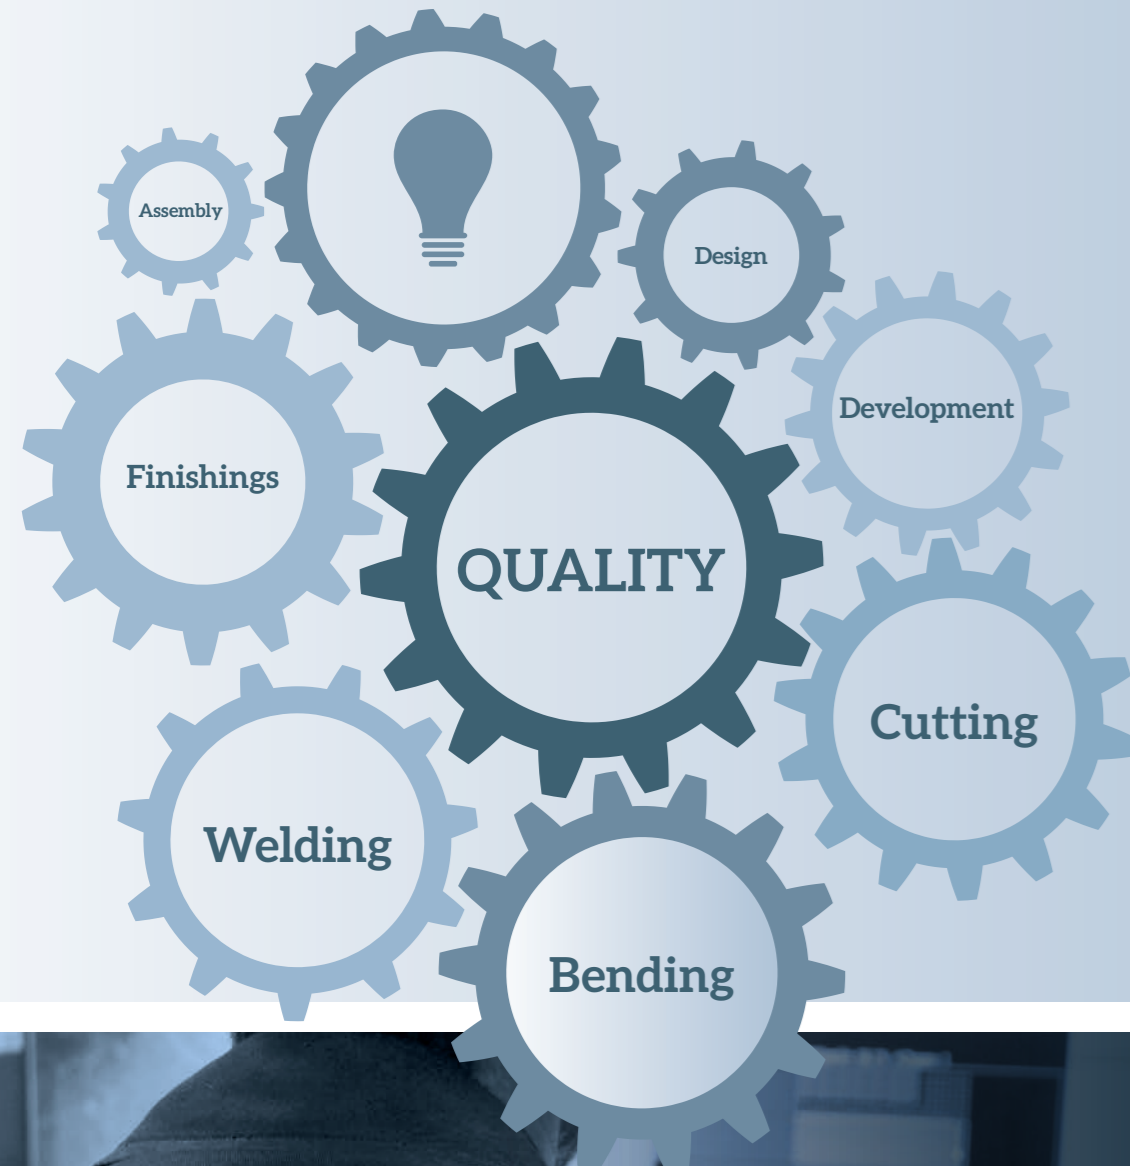 Assembly
Design
Development
Finishings
QUALITY
Cutting
Welding
Bending